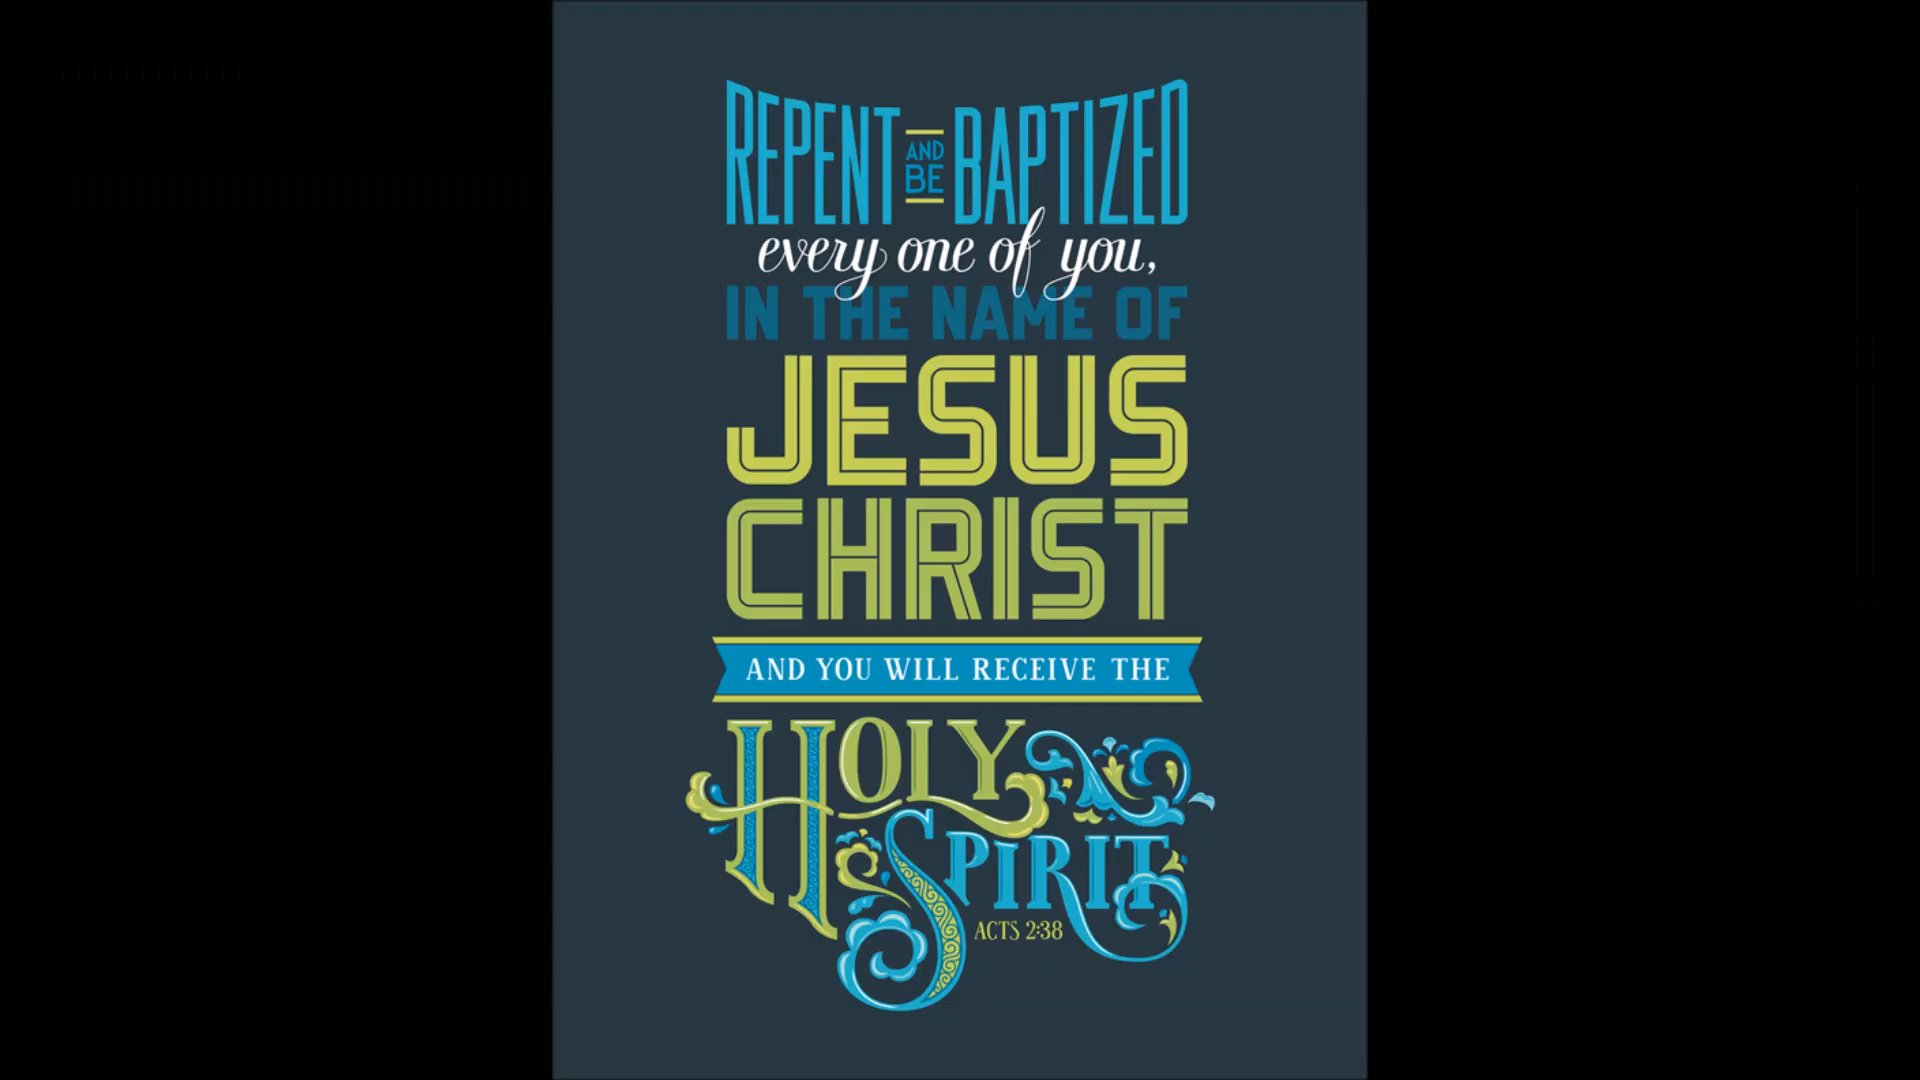 REPENT AND BE BAPTIZED
every one of you,
IN THE NAME OF
JESUS
CHRIST
AND YOU WILL RECEIVE THE
HOLY
SPIRIT
ACTS 2:38